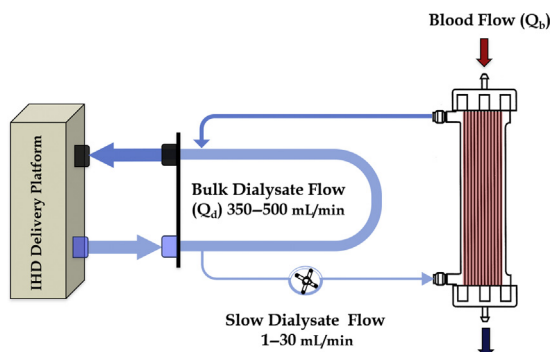 Blood Flow (Qb)
IHD Delivery Platform
Bulk Dialysate Flow
(Qd) 350–500 mL/min
Slow Dialysate Flow
1–30 mL/min